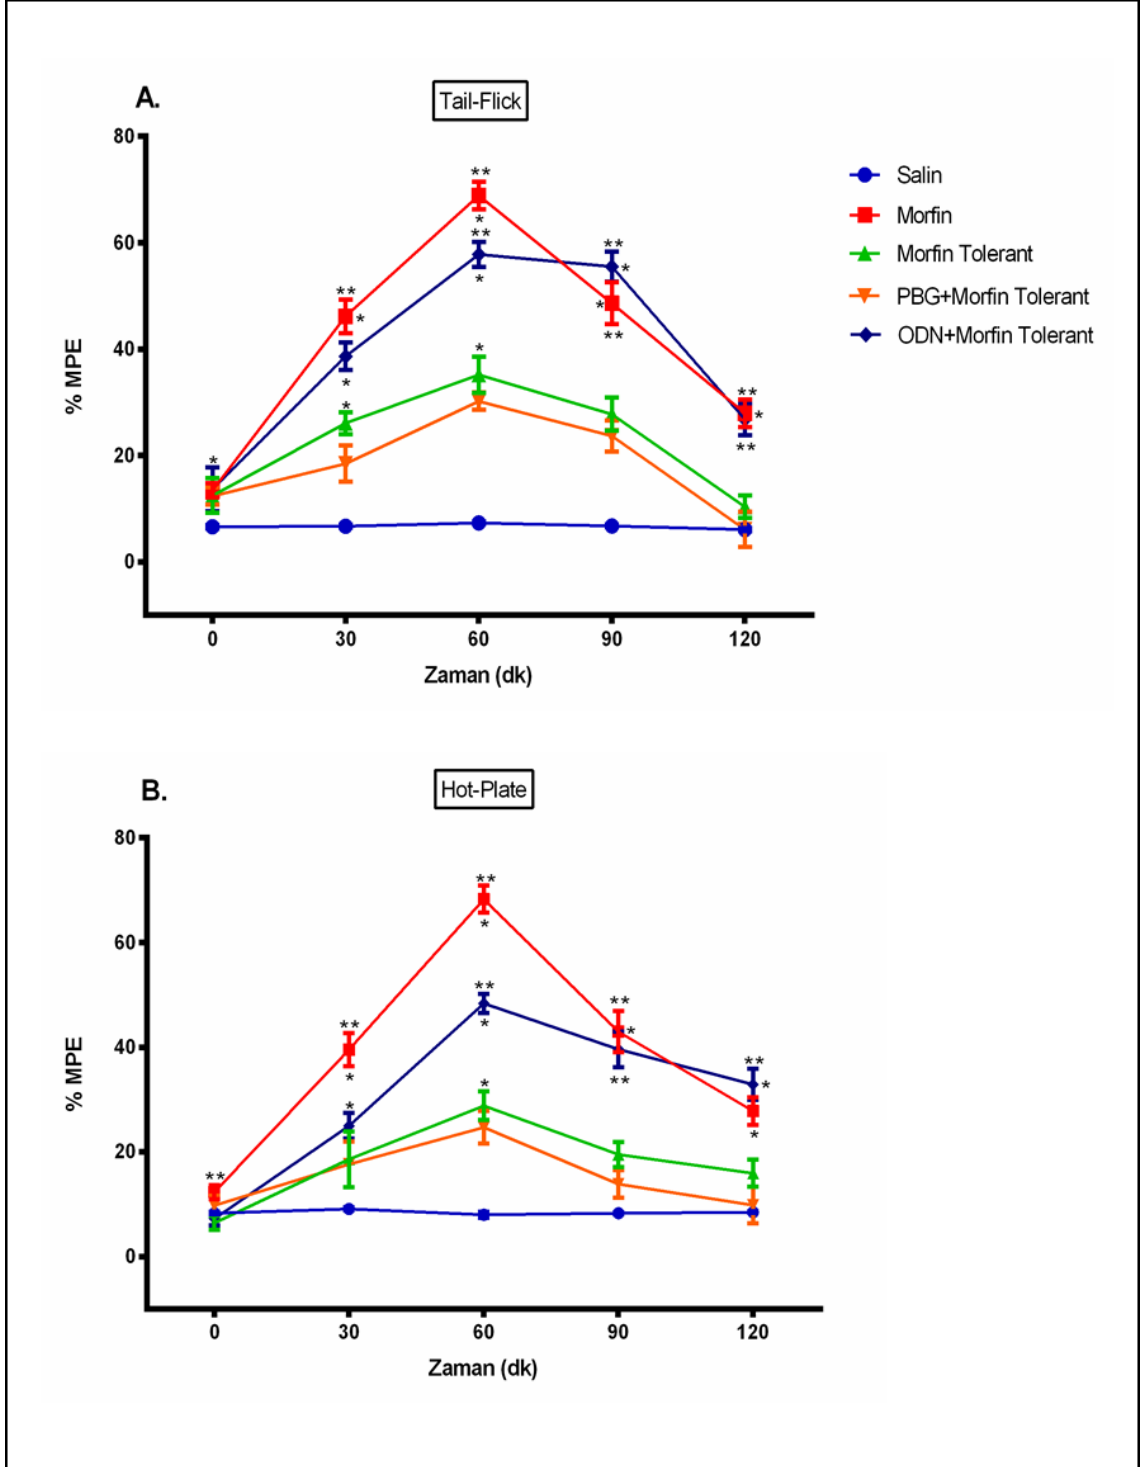 A.
Tail-Flick
80
60
40
20
0
% MPE
**
*
**
*
**
*
*
*
*
**
*
*
**
*
**
*
**
0 30 60 90 120
Zaman (dk)
Salin
Morfin
Morfin Tolerant
PBG+Morfin Tolerant
ODN+Morfin Tolerant
B.
Hot-Plate
80
60
40
20
0
% MPE
**
**
*
*
**
*
**
*
*
**
*
**
**
*
*
0 30 60 90 120
Zaman (dk)